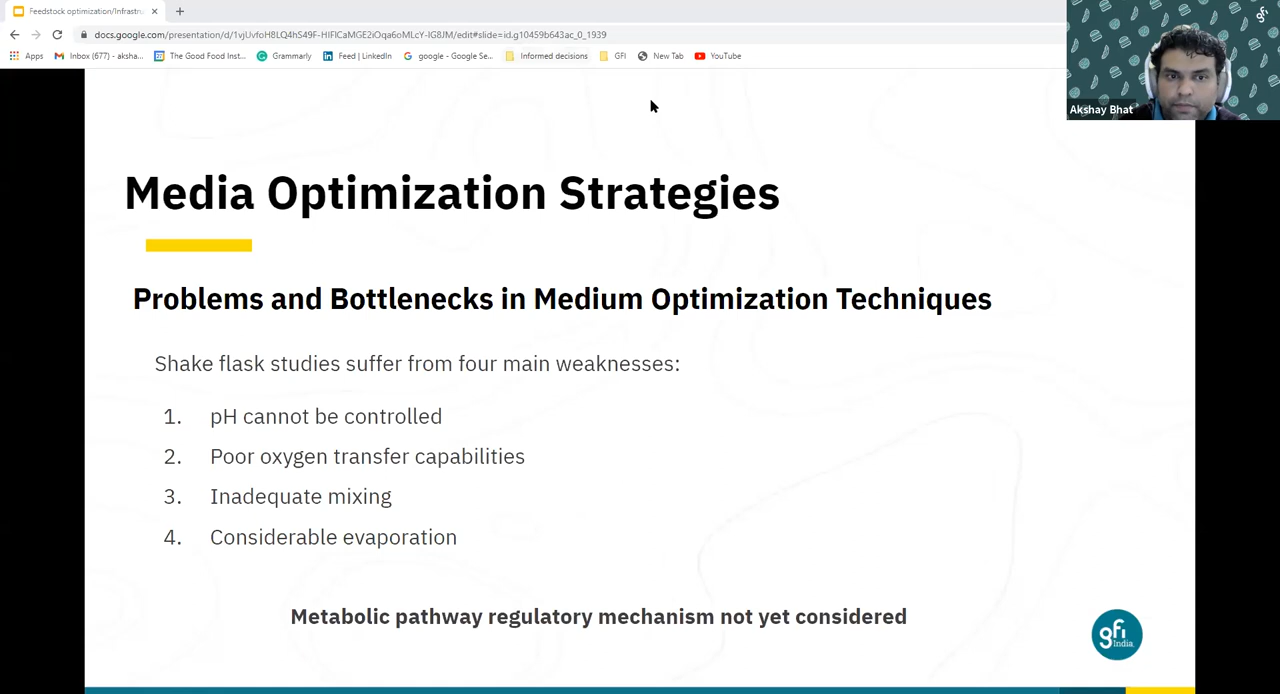 Feedstock optimization/Infrastru
docs.google.com/presentation/d/1vjUvfoH8LQ4hS49F-HIFlCaMGE2iOqa6oMLcY-IG8JM/edit#slide=id.g10459b643ac_0_1939
Apps Inbox (677) - aksha... The Good Food Inst... Grammarly Feed | LinkedIn google - Google Se... Informed decisions GFI New Tab YouTube
gfi
Akshay Bhat
Media Optimization Strategies
Problems and Bottlenecks in Medium Optimization Techniques
Shake flask studies suffer from four main weaknesses:
1. pH cannot be controlled
2. Poor oxygen transfer capabilities
3. Inadequate mixing
4. Considerable evaporation
Metabolic pathway regulatory mechanism not yet considered
gfi
India